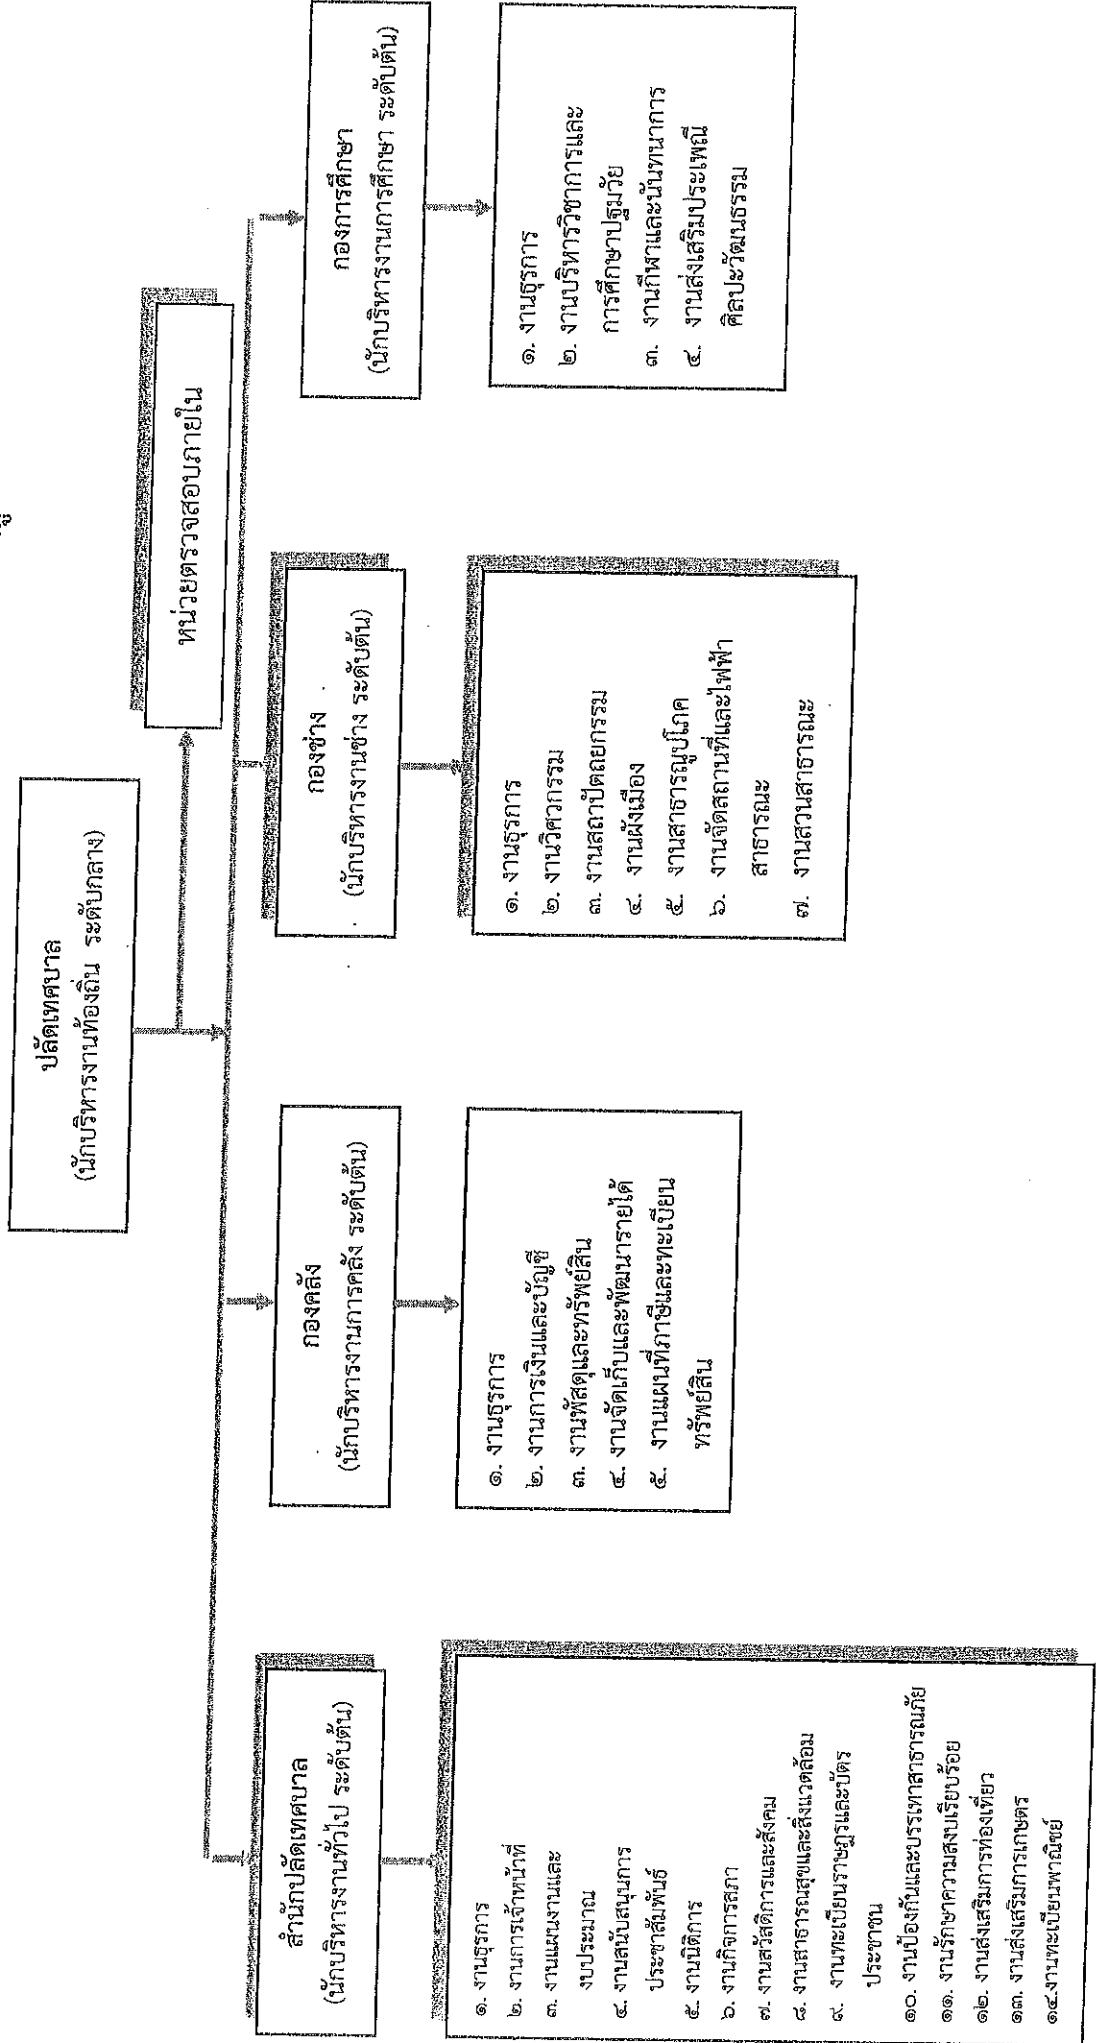 ปลัดเทศบาล
(นักบริหารงานท้องถิ่น ระดับกลาง)
หน่วยตรวจสอบภายใน
สำนักปลัดเทศบาล
(นักบริหารงานทั่วไป ระดับต้น)
๑. งานธุรการ
๒. งานการเจ้าหน้าที่
๓. งานแผนงานและ
งบประมาณ
๔. งานสนับสนุนการ
ประชาสัมพันธ์
๕. งานนิติการ
๖. งานกิจการสภา
๗. งานสวัสดิการและสังคม
๘. งานสาธารณสุขและสิ่งแวดล้อม
๙. งานทะเบียนราษฎรและบัตร
ประชาชน
๑๐. งานป้องกันและบรรเทาสาธารณภัย
๑๑. งานรักษาความสงบเรียบร้อย
๑๒. งานส่งเสริมการท่องเที่ยว
๑๓. งานส่งเสริมการเกษตร
๑๔.งานทะเบียนพาณิชย์
กองคลัง
(นักบริหารงานการคลัง ระดับต้น)
๑. งานธุรการ
๒. งานการเงินและบัญชี
๓. งานพัสดุและทรัพย์สิน
๔. งานจัดเก็บและพัฒนารายได้
๕. งานแผนที่ภาษีและทะเบียน
ทรัพย์สิน
กองช่าง
(นักบริหารงานช่าง ระดับต้น)
๑. งานธุรการ
๒. งานวิศวกรรม
๓. งานสถาปัตถยกรรม
๔. งานผังเมือง
๕. งานสาธารณูปโภค
๖. งานจัดสถานที่และไฟฟ้า
สาธารณะ
๗. งานสวนสาธารณะ
กองการศึกษา
(นักบริหารงานการศึกษา ระดับต้น)
๑. งานธุรการ
๒. งานบริหารวิชาการและ
การศึกษาปฐมวัย
๓. งานกีฬาและนันทนาการ
๔. งานส่งเสริมประเพณี
ศิลปะวัฒนธรรม